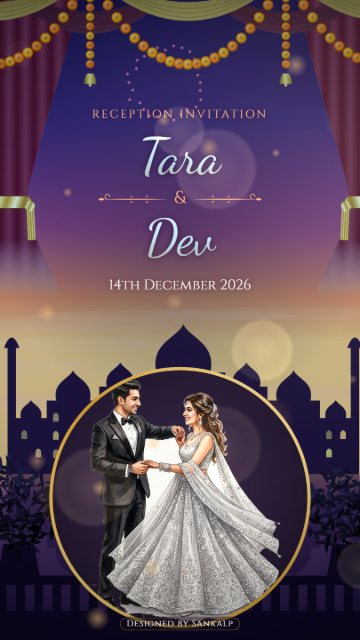 RECEPTION INVITATION
Tara
&
Dev
14TH DECEMBER 2026
DESIGNED BY SANKALP